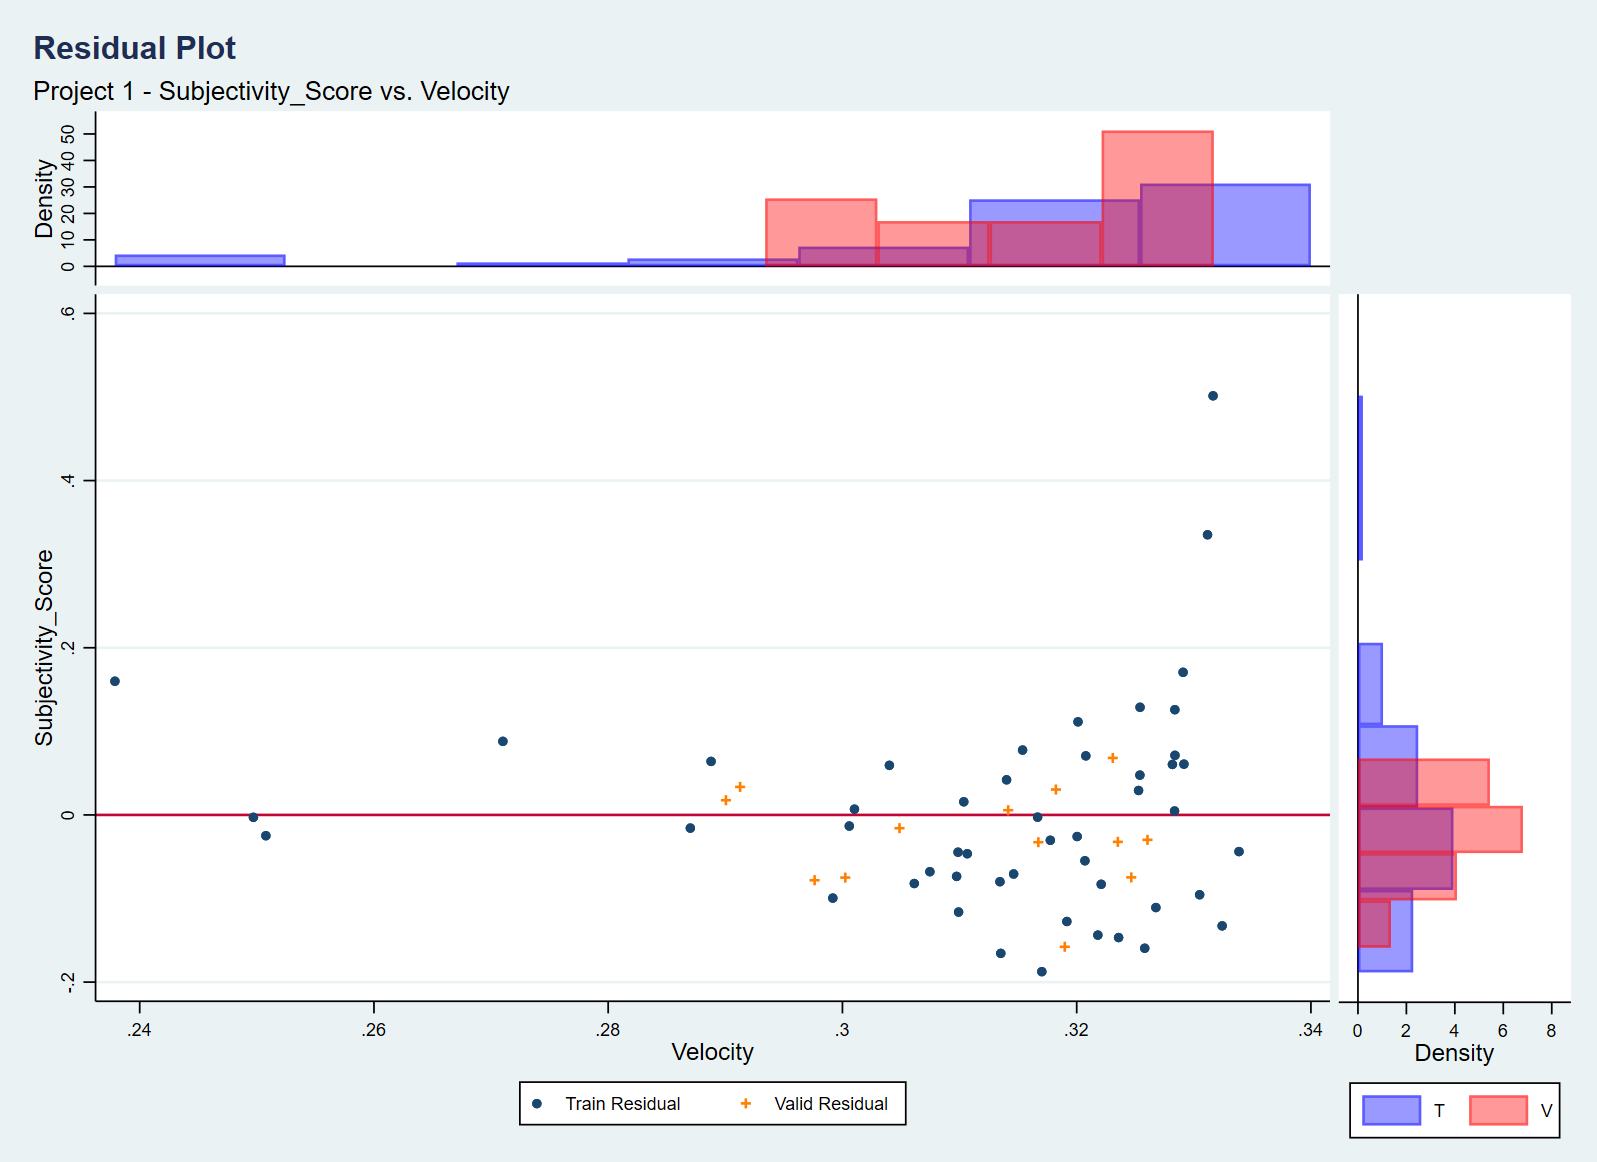 Residual Plot
Project 1 - Subjectivity_Score vs. Velocity
Density
0 10 20 30 40 50
Subjectivity_Score
-.2 0 .2 .4 .6
.24 .26 .28 .3 .32 .34
Velocity
0 2 4 6 8
Density
Train Residual Valid Residual
T V